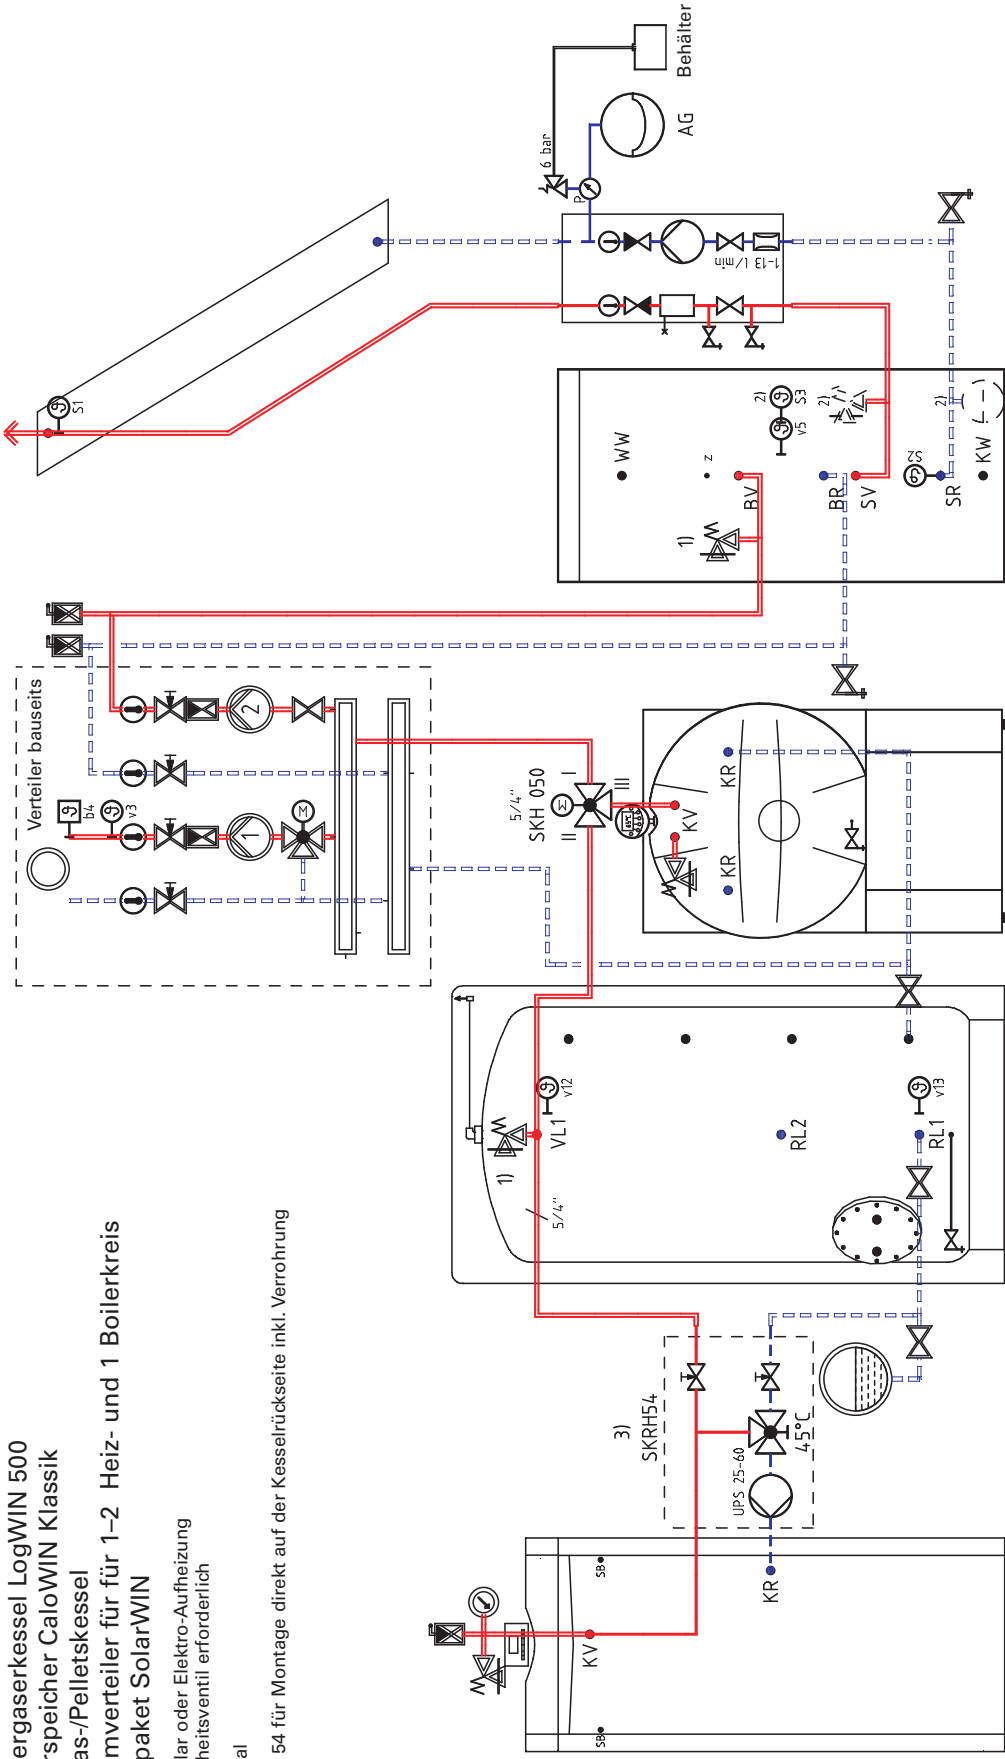 ergaserkessel LogWIN 500
rspeicher CaloWIN Klassik
as-/Pelletskessel
mverteiler für für 1–2 Heiz- und 1 Boilerkreis
paket SolarWIN
lar oder Elektro-Aufheizung
heitsventil erforderlich
al
54 für Montage direkt auf der Kesselrückseite inkl. Verrohrung
Verteiler bauseits
b4
v3
1
2
M
S1
6 bar
P
Behälter
AG
1-13 l/min
WW
z
BV
1)
2)
S3
v5
2)
BR
SV
S2
SR
2)
KW
5/4“
SKH 050
M
I
II
III
65°C
KV
KR
KR
1)
VL1
v12
5/4“
RL2
RL1
v13
3)
SKRH54
UPS 25-60
45°C
KR
KV
SB
SB